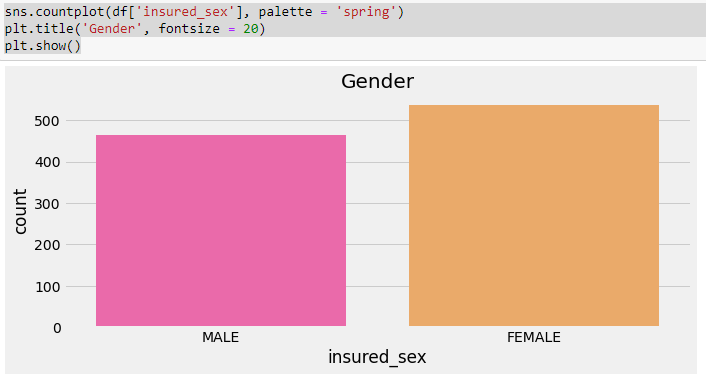 sns.countplot(df['insured_sex'], palette = 'spring')
plt.title('Gender', fontsize = 20)
plt.show()
Gender
500
400
300
200
100
0
count
MALE FEMALE
insured_sex